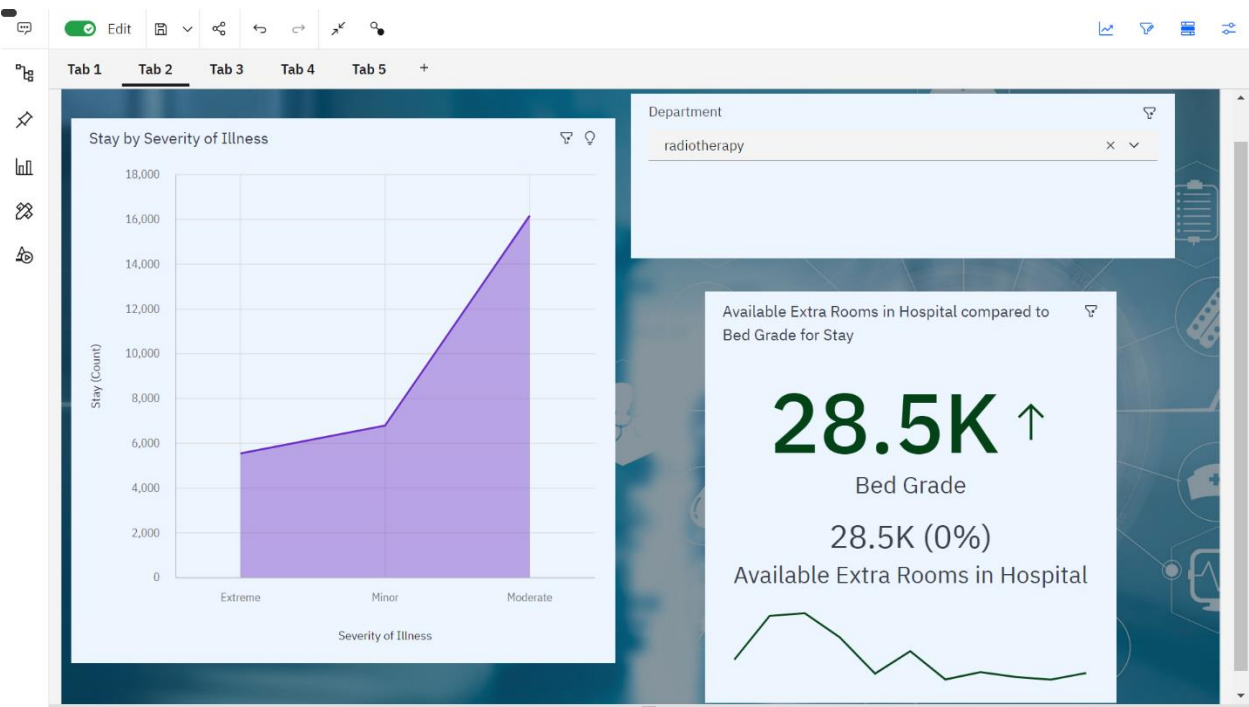 Edit
Tab 1 Tab 2 Tab 3 Tab 4 Tab 5 +
Stay by Severity of Illness
18,000
16,000
14,000
12,000
10,000
8,000
6,000
4,000
2,000
0
Stay (Count)
Extreme Minor Moderate
Severity of Illness
Department
radiotherapy
Available Extra Rooms in Hospital compared to
Bed Grade for Stay
28.5K
Bed Grade
28.5K (0%)
Available Extra Rooms in Hospital